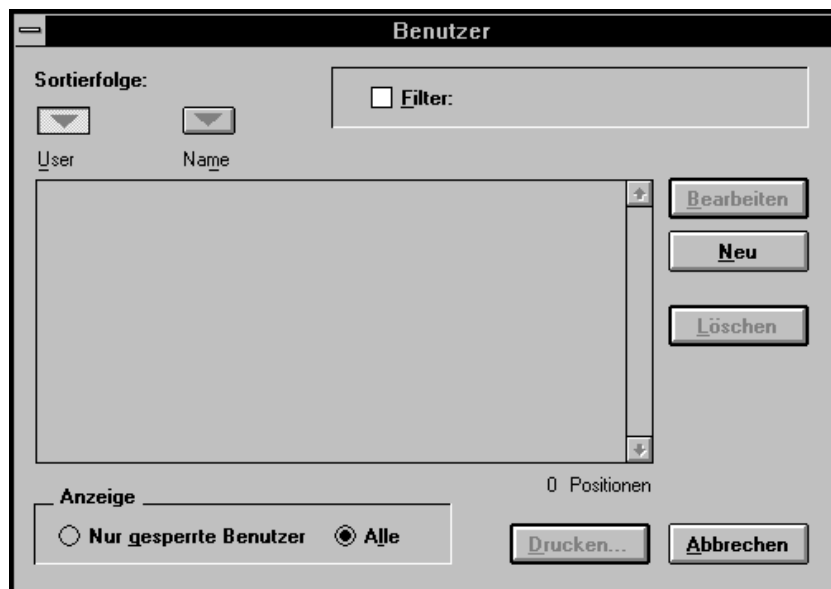 Benutzer
Sortierfolge:
Filter:
User
Name
Bearbeiten
Neu
Löschen
0 Positionen
Anzeige
Nur gesperrte Benutzer
Alle
Drucken...
Abbrechen